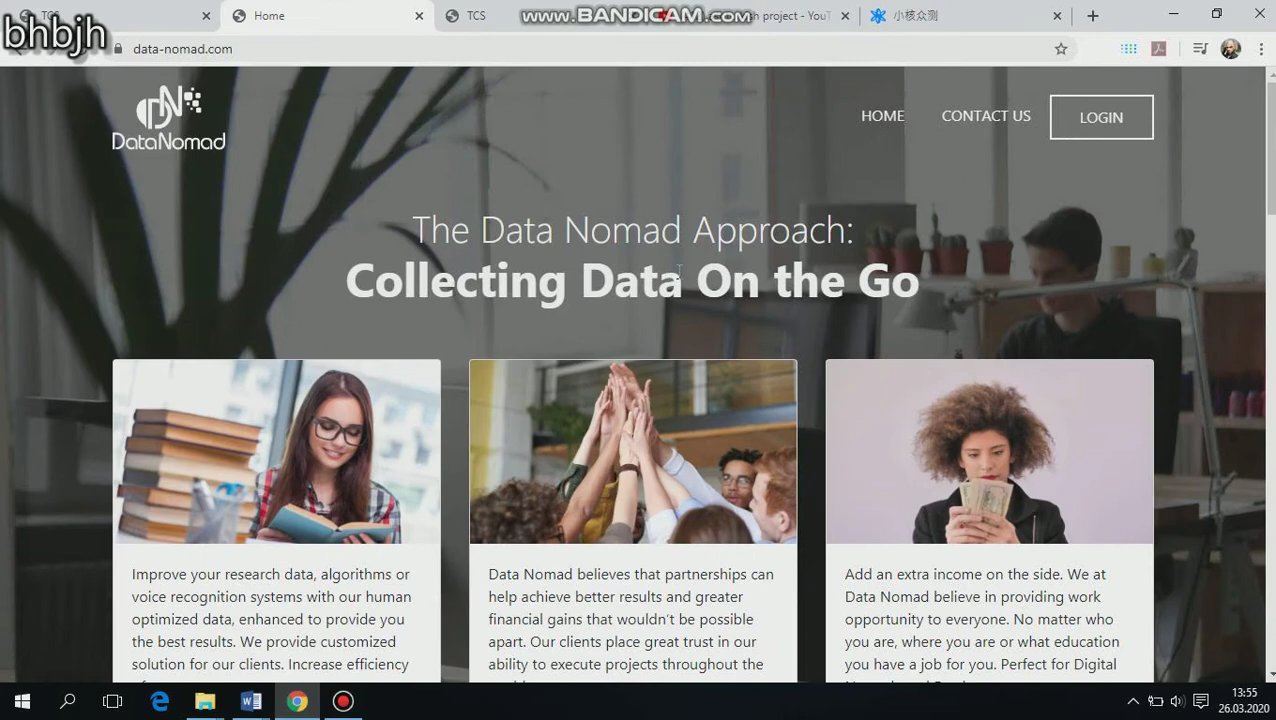 TCS
Home
TCS
www.BANDICAM.com
sh project - YouT
小核众测
bhbjh
data-nomad.com
DN
DataNomad
HOME
CONTACT US
LOGIN
The Data Nomad Approach:
Collecting Data On the Go
Improve your research data, algorithms or
voice recognition systems with our human
optimized data, enhanced to provide you
the best results. We provide customized
solution for our clients. Increase efficiency
Data Nomad believes that partnerships can
help achieve better results and greater
financial gains that wouldn't be possible
apart. Our clients place great trust in our
ability to execute projects throughout the
Add an extra income on the side. We at
Data Nomad believe in providing work
opportunity to everyone. No matter who
you are, where you are or what education
you have a job for you. Perfect for Digital
13:55
26.03.2020